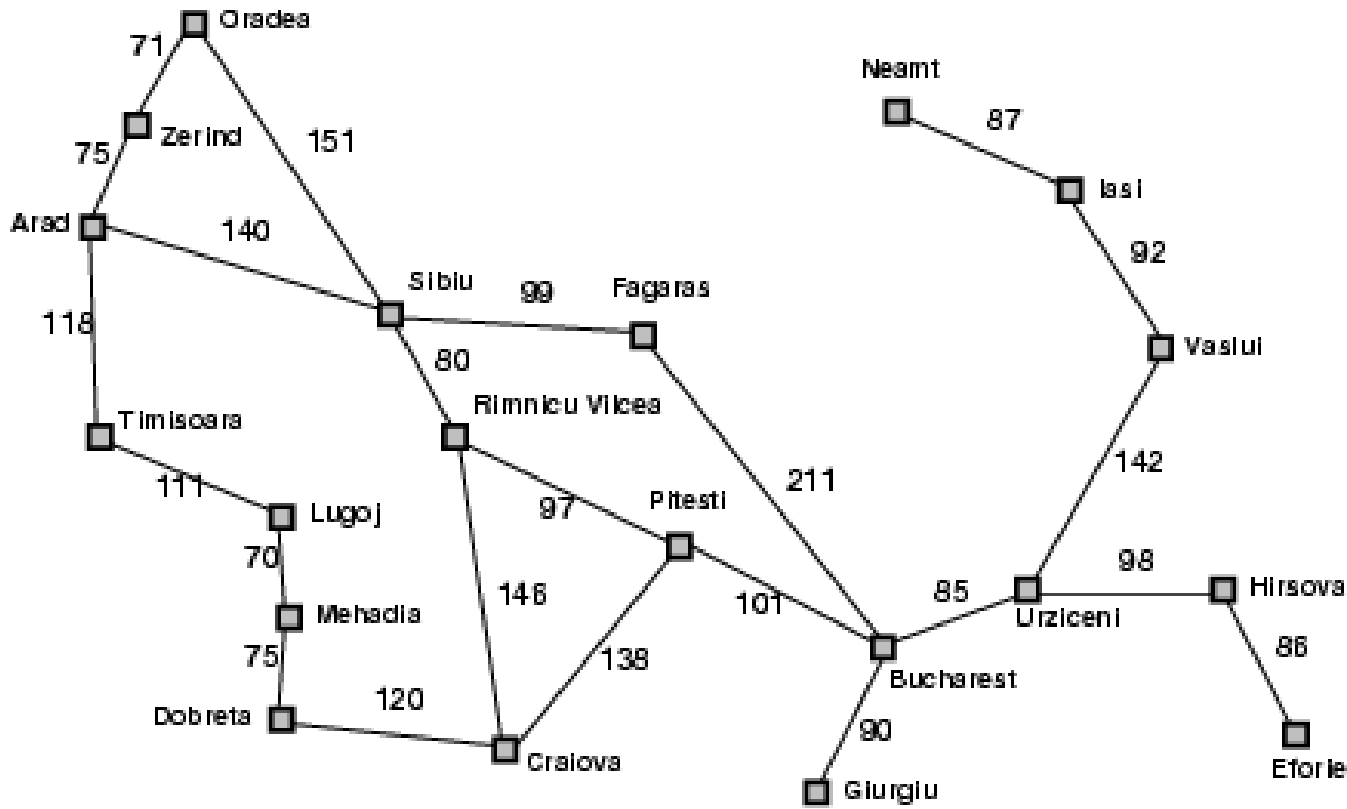 Oradea
71
Neamt
87
Zerind
151
75
Iasi
Arad
140
92
Sibiu
99
Fagaras
118
80
Vaslui
Timisoara
Rimnicu Vilcea
142
211
111
Lugoj
97
Pitesti
70
98
Hirsova
146
101
85
Mehadia
Urziceni
86
75
138
Bucharest
120
Dobreta
90
Craiova
Eforie
Giurgiu